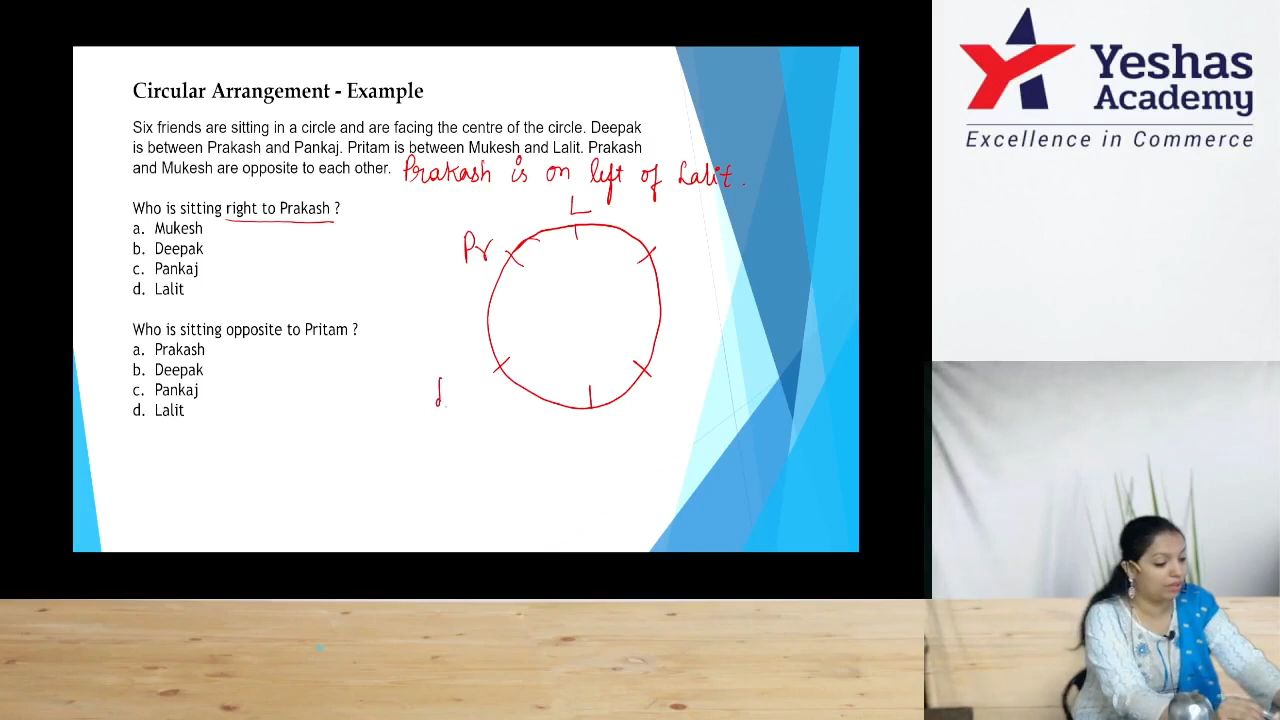 Circular Arrangement - Example
Six friends are sitting in a circle and are facing the centre of the circle. Deepak
is between Prakash and Pankaj. Pritam is between Mukesh and Lalit. Prakash
and Mukesh are opposite to each other. Prakash is on left of Lalit.
Who is sitting right to Prakash ?
a. Mukesh
b. Deepak
c. Pankaj
d. Lalit
Who is sitting opposite to Pritam ?
a. Prakash
b. Deepak
c. Pankaj
d. Lalit
L
Pr
Yeshas
Academy
Excellence in Commerce